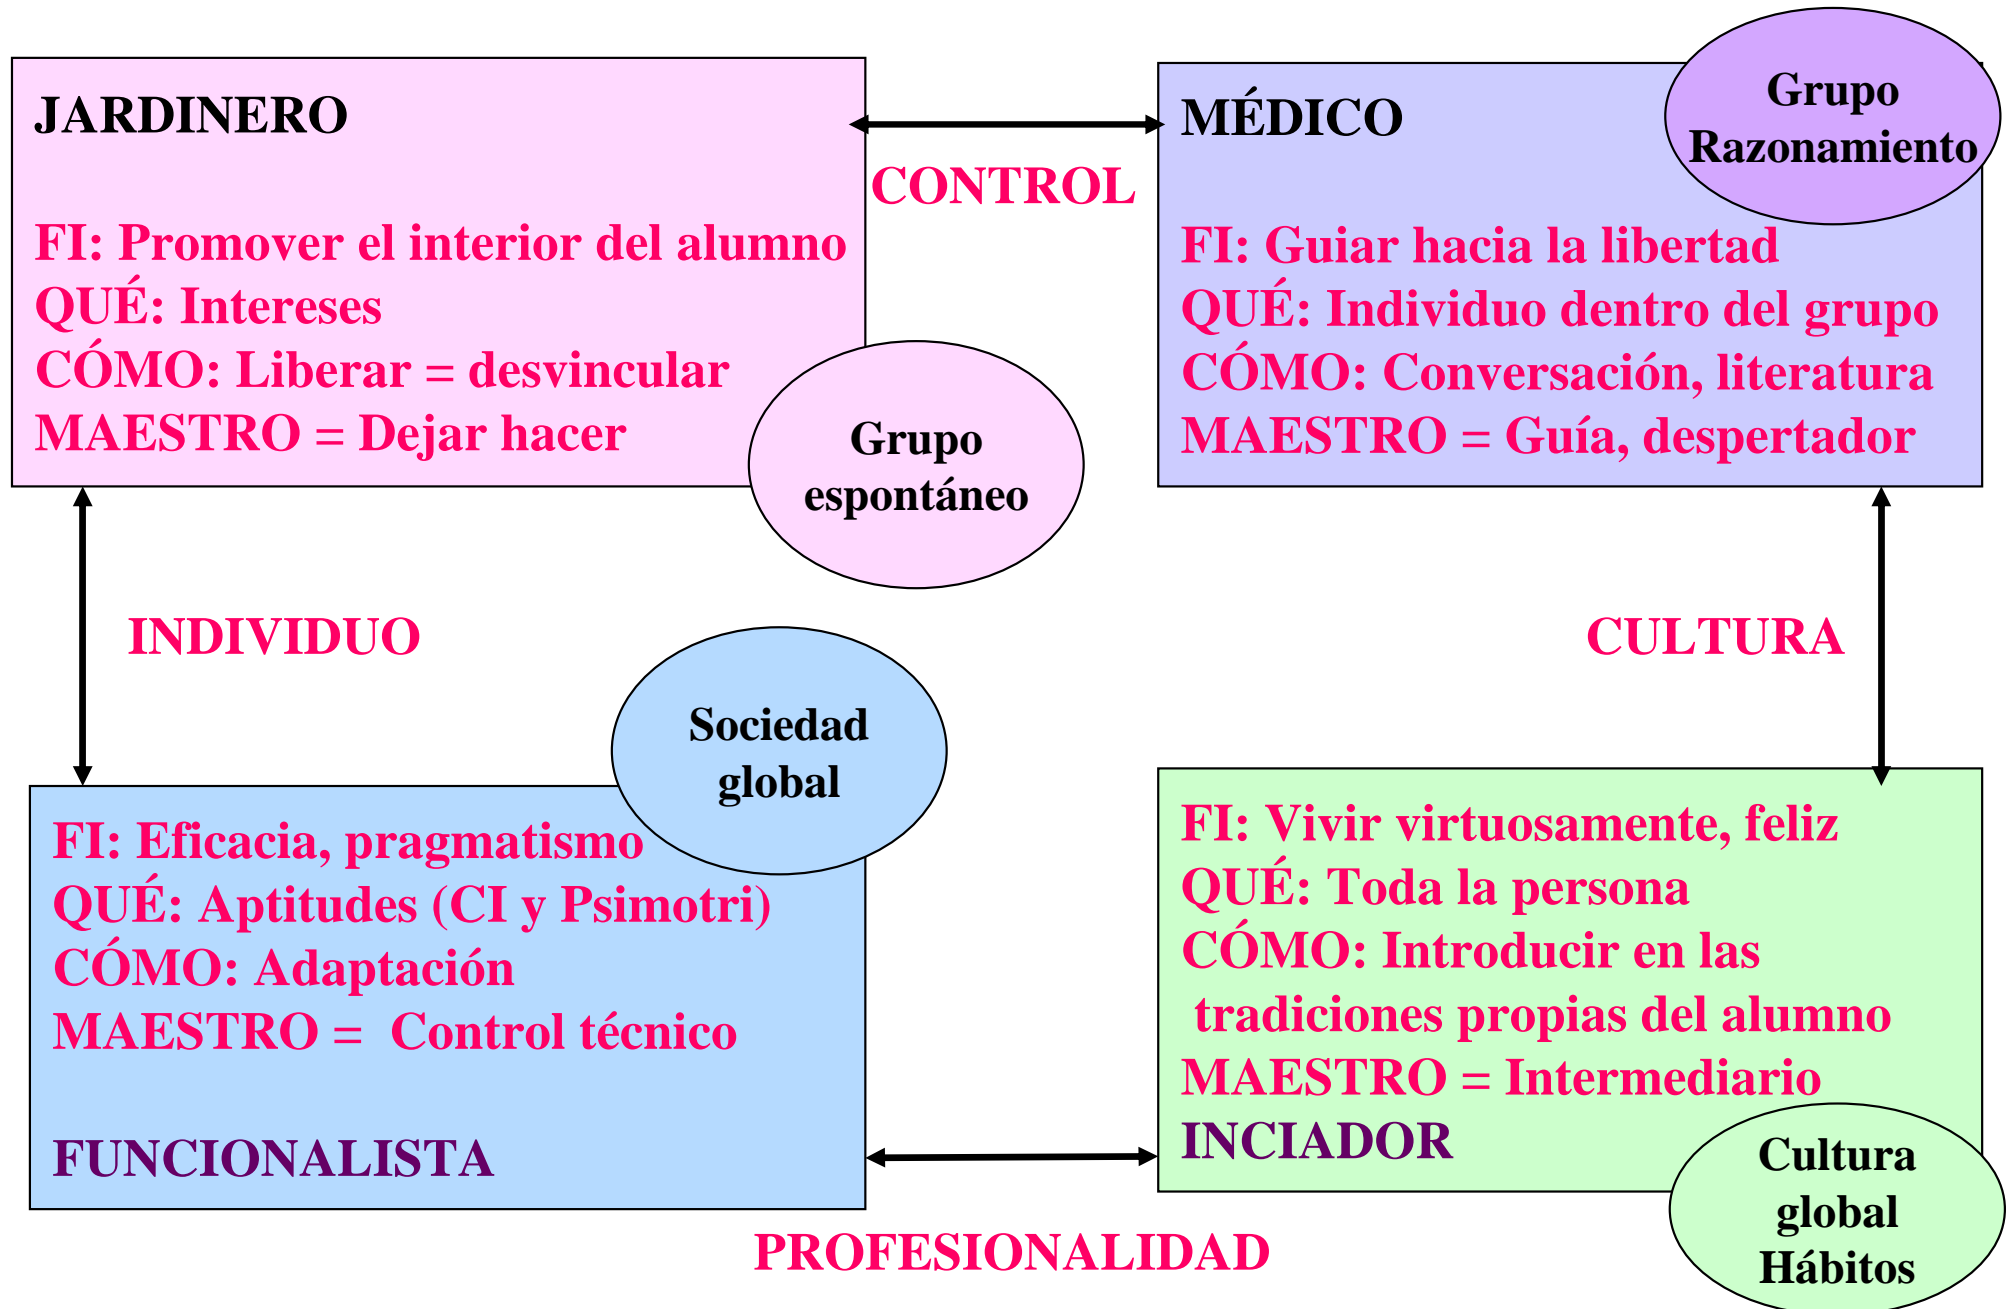 JARDINERO
FI: Promover el interior del alumno
QUÉ: Intereses
CÓMO: Liberar = desvincular
MAESTRO = Dejar hacer
Grupo
espontáneo
CONTROL
MÉDICO
FI: Guiar hacia la libertad
QUÉ: Individuo dentro del grupo
CÓMO: Conversación, literatura
MAESTRO = Guía, despertador
Grupo
Razonamiento
INDIVIDUO
CULTURA
Sociedad
global
FI: Eficacia, pragmatismo
QUÉ: Aptitudes (CI y Psimotri)
CÓMO: Adaptación
MAESTRO = Control técnico
FUNCIONALISTA
FI: Vivir virtuosamente, feliz
QUÉ: Toda la persona
CÓMO: Introducir en las
tradiciones propias del alumno
MAESTRO = Intermediario
INCIADOR
Cultura
global
Hábitos
PROFESIONALIDAD